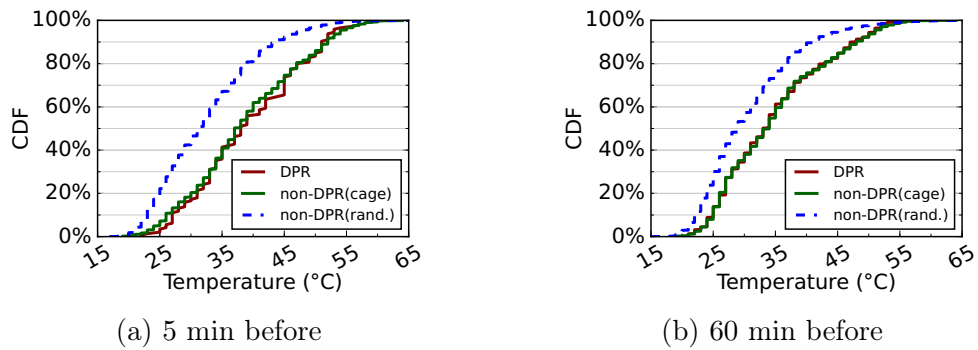 100%
80%
60%
40%
20%
0%
CDF
15 25 35 45 55 65
Temperature (°C)
DPR
non-DPR(cage)
non-DPR(rand.)
(a) 5 min before
100%
80%
60%
40%
20%
0%
CDF
15 25 35 45 55 65
Temperature (°C)
DPR
non-DPR(cage)
non-DPR(rand.)
(b) 60 min before